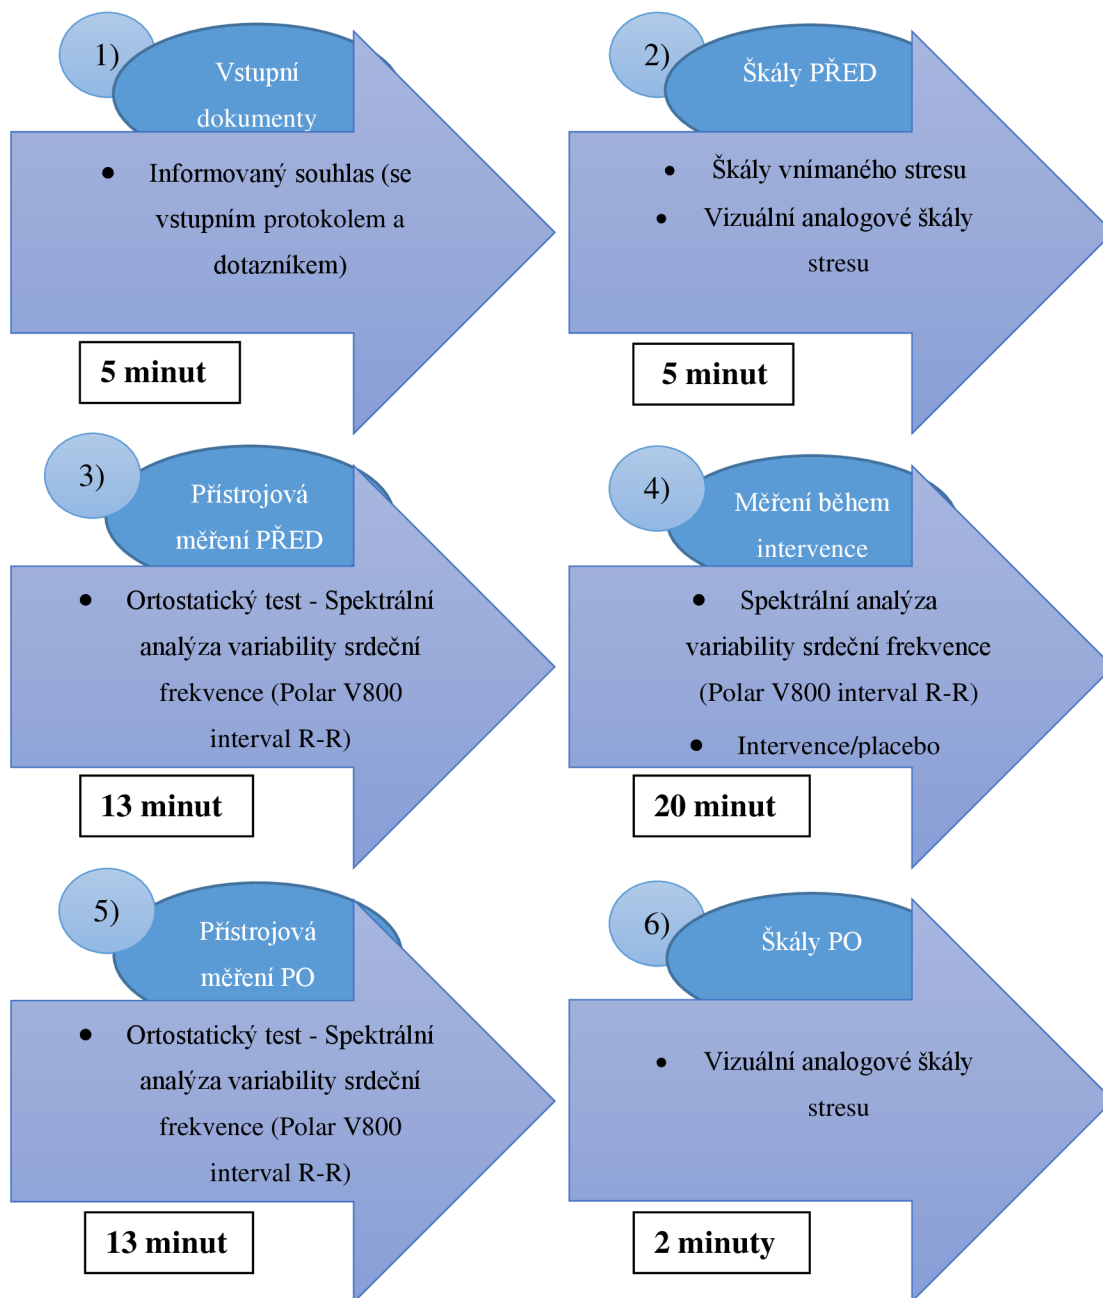 1)
Vstupní
dokumenty
● Informovaný souhlas (se
vstupním protokolem a
dotazníkem)
5 minut
2)
Škály PŘED
● Škály vnímaného stresu
● Vizuální analogové škály
stresu
5 minut
3)
Přístrojová
měření PŘED
● Ortostatický test - Spektrální
analýza variability srdeční
frekvence (Polar V800
interval R-R)
13 minut
4)
Měření během
intervence
● Spektrální analýza
variability srdeční frekvence
(Polar V800 interval R-R)
● Intervence/placebo
20 minut
5)
Přístrojová
měření PO
● Ortostatický test - Spektrální
analýza variability srdeční
frekvence (Polar V800
interval R-R)
13 minut
6)
Škály PO
● Vizuální analogové škály
stresu
2 minuty